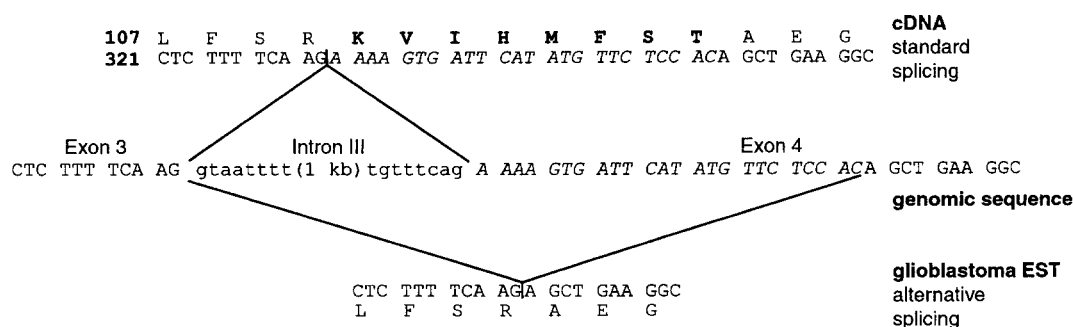 107 L F S R K V I H M F S T A E G cDNA
321 CTC TTT TCA AGA AAA GTG ATT CAT ATG TTC TCC ACA GCT GAA GGC standard
splicing
Exon 3 Intron III Exon 4
CTC TTT TCA AG gtaatttt(1 kb)tgtttcag A AAA GTG ATT CAT ATG TTC TCC ACA GCT GAA GGC
genomic sequence
glioblastoma EST
CTC TTT TCA AGA GCT GAA GGC alternative
L F S R A E G splicing